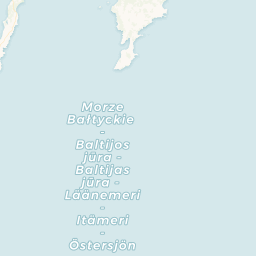 Morze
Bałtyckie
-
Baltijos
jūra -
Baltijas
jūra -
Läänemeri
-
Itämeri
-
Östersjön